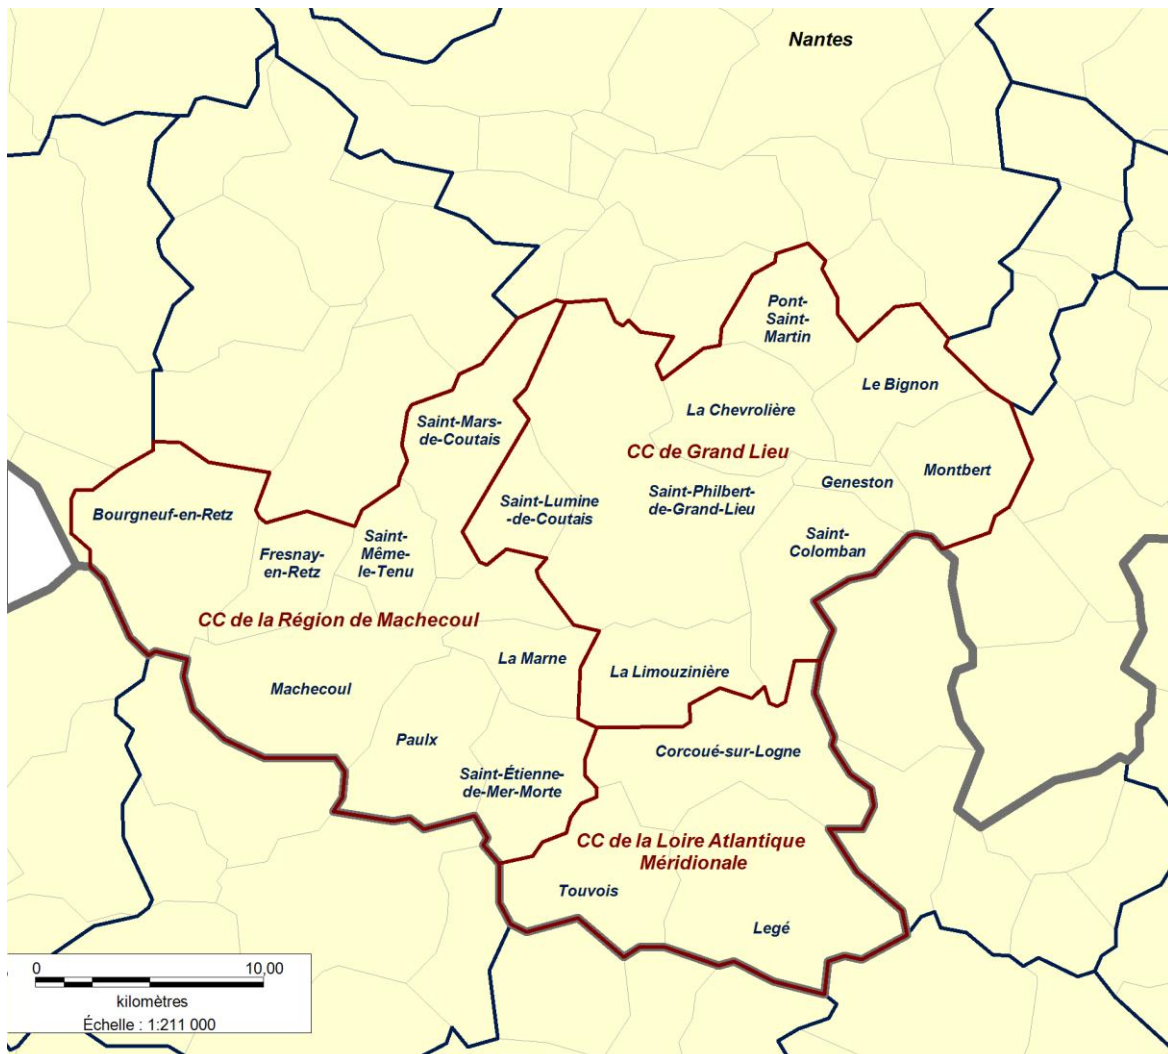 Nantes
Pont-
Saint-
Martin
Le Bignon
La Chevrolière
Saint-Mars-
de-Coutais
CC de Grand Lieu
Montbert
Geneston
Saint-Philbert-
de-Grand-Lieu
Saint-Lumine
-de-Coutais
Bourgneuf-en-Retz
Saint-
Colomban
Saint-
Même-
le-Tenu
Fresnay-
en-Retz
CC de la Région de Machecoul
La Marne
La Limouzinière
Machecoul
Paulx
Corcoué-sur-Logne
Saint-Étienne-
de-Mer-Morte
CC de la Loire Atlantique
Méridionale
Touvois
Legé
0 10,00
kilomètres
Échelle : 1:211 000